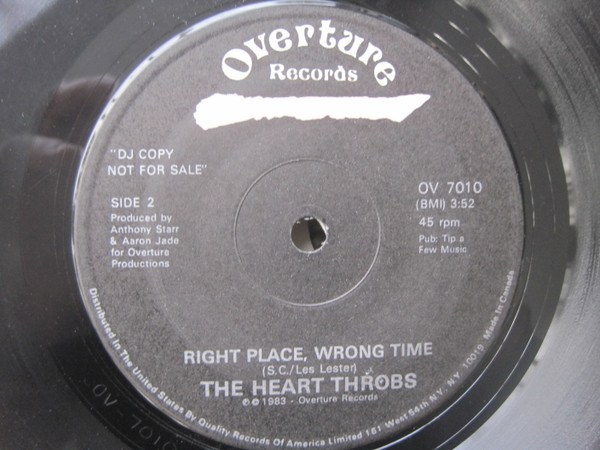 Overture
Records
"DJ COPY
NOT FOR SALE"
SIDE 2
Produced by
Anthony Starr
& Aaron Jade
for Overture
Productions
OV 7010
(BMI) 3:52
45 rpm
Pub: Tip a
Few Music
RIGHT PLACE, WRONG TIME
(S.C./Les Lester)
THE HEART THROBS
© ℗ 1983 - Overture Records
Distributed In The United States By Quality Records Of America Limited 161 West 54th NY. NY. 10019 Made In Canada
OV - 7010